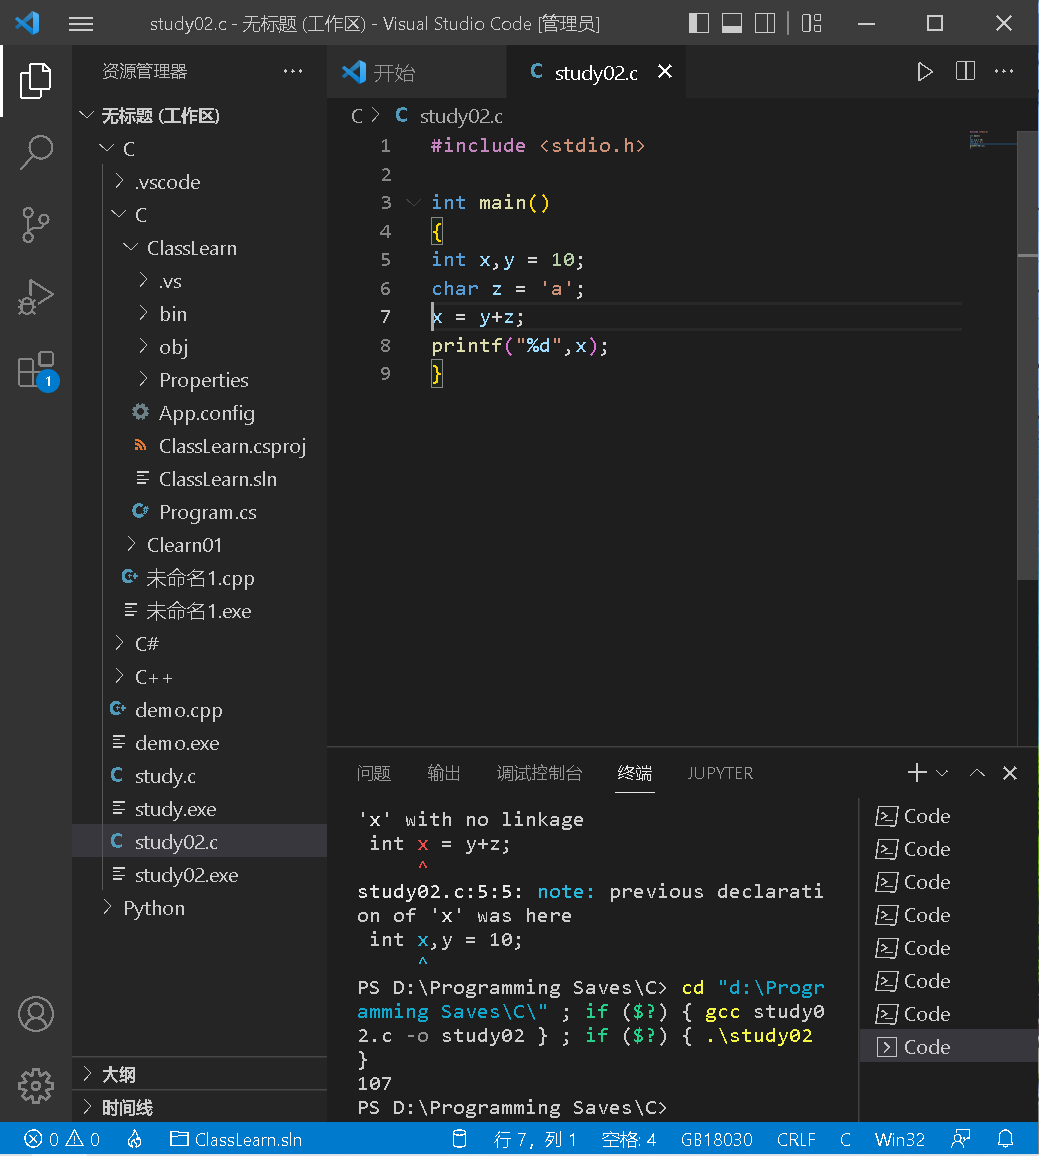 study02.c - 无标题 (工作区) - Visual Studio Code [管理员]
资源管理器
无标题 (工作区)
C
.vscode
C
ClassLearn
.vs
bin
obj
Properties
App.config
ClassLearn.csproj
ClassLearn.sln
Program.cs
Clearn01
未命名1.cpp
未命名1.exe
C#
C++
demo.cpp
demo.exe
study.c
study.exe
study02.c
study02.exe
Python
大纲
时间线
1
开始
C study02.c
C > C study02.c
1 #include <stdio.h>
2
3 int main()
4 {
5 int x,y = 10;
6 char z = 'a';
7 x = y+z;
8 printf("%d",x);
9 }
问题 输出 调试控制台 终端 JUPYTER
'x' with no linkage
int x = y+z;
^
study02.c:5:5: note: previous declarati
on of 'x' was here
int x,y = 10;
^
PS D:\Programming Saves\C> cd "d:\Progr
amming Saves\C\" ; if ($?) { gcc study0
2.c -o study02 } ; if ($?) { .\study02
}
107
PS D:\Programming Saves\C>
Code
Code
Code
Code
Code
Code
Code
Code
0 0 ClassLearn.sln 行 7，列 1 空格: 4 GB18030 CRLF C Win32